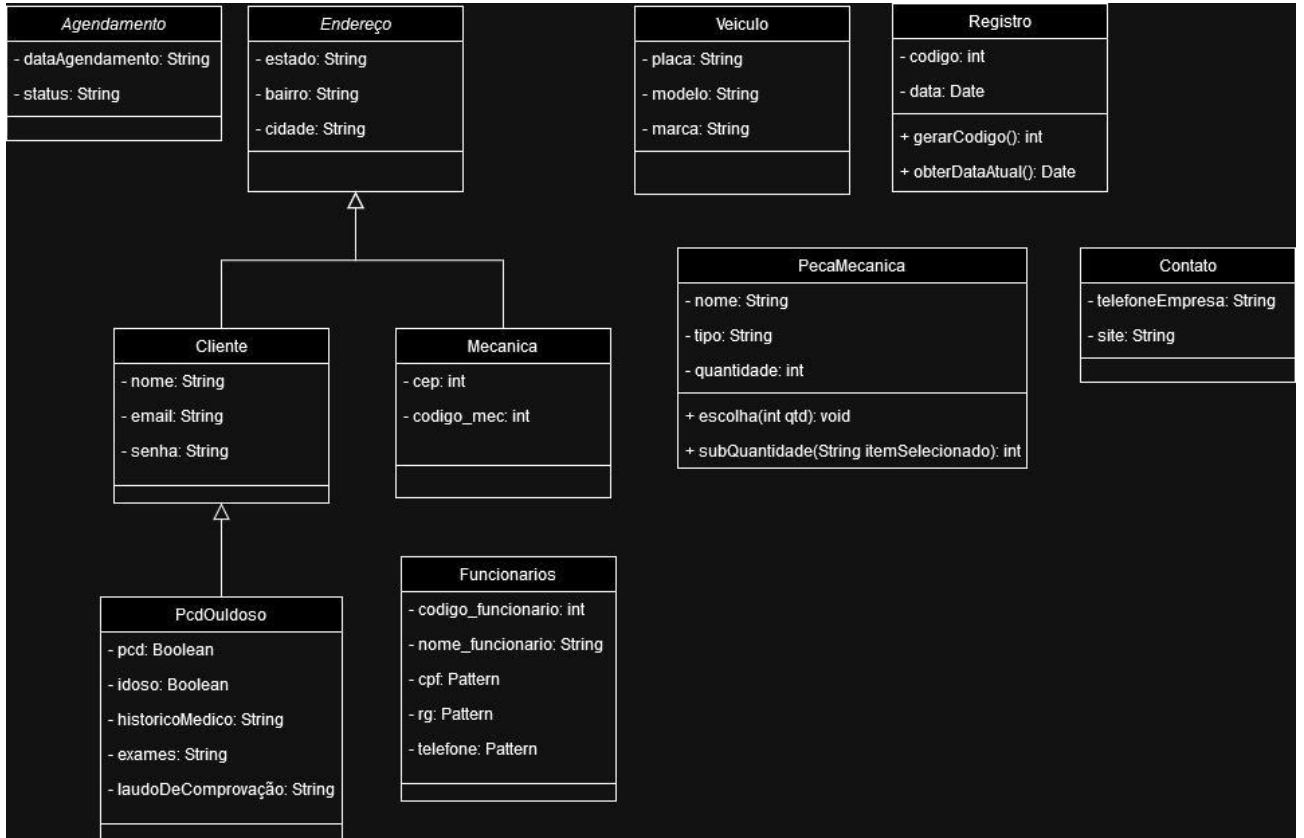 Agendamento
- dataAgendamento: String
- status: String
Endereço
- estado: String
- bairro: String
- cidade: String
Veiculo
- placa: String
- modelo: String
- marca: String
Registro
- codigo: int
- data: Date
+ gerarCodigo(): int
+ obterDataAtual(): Date
PecaMecanica
- nome: String
- tipo: String
- quantidade: int
+ escolha(int qtd): void
+ subQuantidade(String itemSelecionado): int
Contato
- telefoneEmpresa: String
- site: String
Cliente
- nome: String
- email: String
- senha: String
Mecanica
- cep: int
- codigo_mec: int
PcdOuIdoso
- pcd: Boolean
- idoso: Boolean
- historicoMedico: String
- exames: String
- laudoDeComprovação: String
Funcionarios
- codigo_funcionario: int
- nome_funcionario: String
- cpf: Pattern
- rg: Pattern
- telefone: Pattern